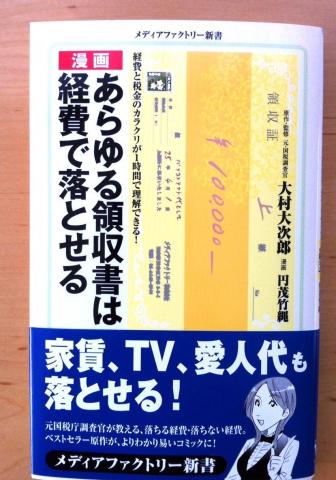 メディアファクトリー新書
漫画
あらゆる領収書は
経費で落とせる
経費と税金のカラクリが1時間で理解できる!
領収証
上 様
¥100,000―
25年
原作・監修 元・国税調査官 大村大次郎
漫画 円茂竹縄
家賃、TV、愛人代も
落とせる!
元国税庁調査官が教える、落ちる経費・落ちない経費。
ベストセラー原作が、よりわかり易いコミックに!
メディアファクトリー新書